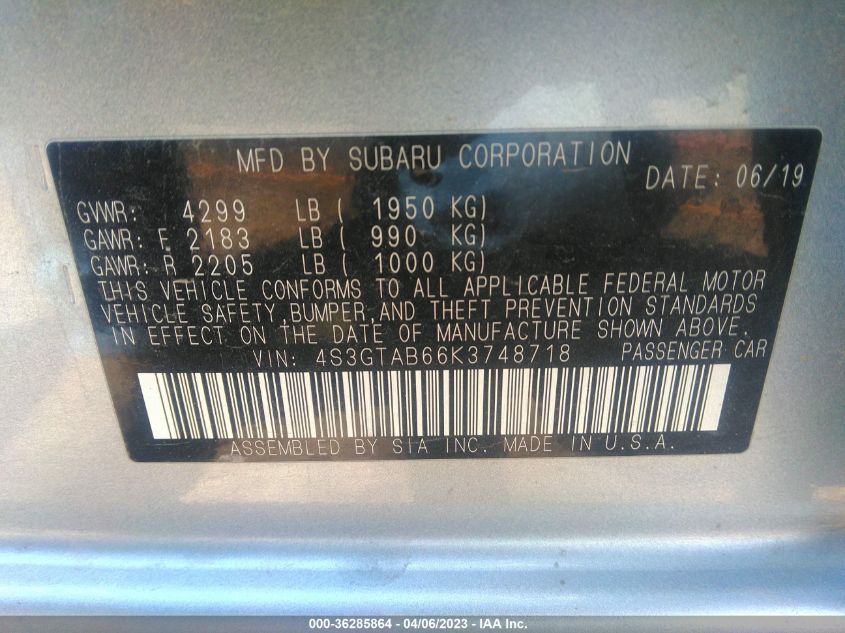 MFD BY SUBARU CORPORATION
DATE: 06/19
GVWR: 4299 LB ( 1950 KG)
GAWR: F 2183 LB ( 990 KG)
GAWR: R 2205 LB ( 1000 KG)
THIS VEHICLE CONFORMS TO ALL APPLICABLE FEDERAL MOTOR
VEHICLE SAFETY, BUMPER, AND THEFT PREVENTION STANDARDS
IN EFFECT ON THE DATE OF MANUFACTURE SHOWN ABOVE.
VIN: 4S3GTAB66K3748718 PASSENGER CAR
ASSEMBLED BY SIA INC. MADE IN U.S.A.
000-36285864 - 04/06/2023 - IAA Inc.